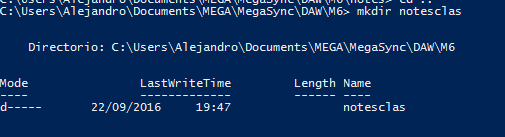 C:\Users\Alejandro\Documents\MEGA\MegaSync\DAW\M6\notes> cd ..
C:\Users\Alejandro\Documents\MEGA\MegaSync\DAW\M6> mkdir notesclas
Directorio: C:\Users\Alejandro\Documents\MEGA\MegaSync\DAW\M6
Mode LastWriteTime Length Name
---- ------------- ------ ----
d----- 22/09/2016 19:47 notesclas